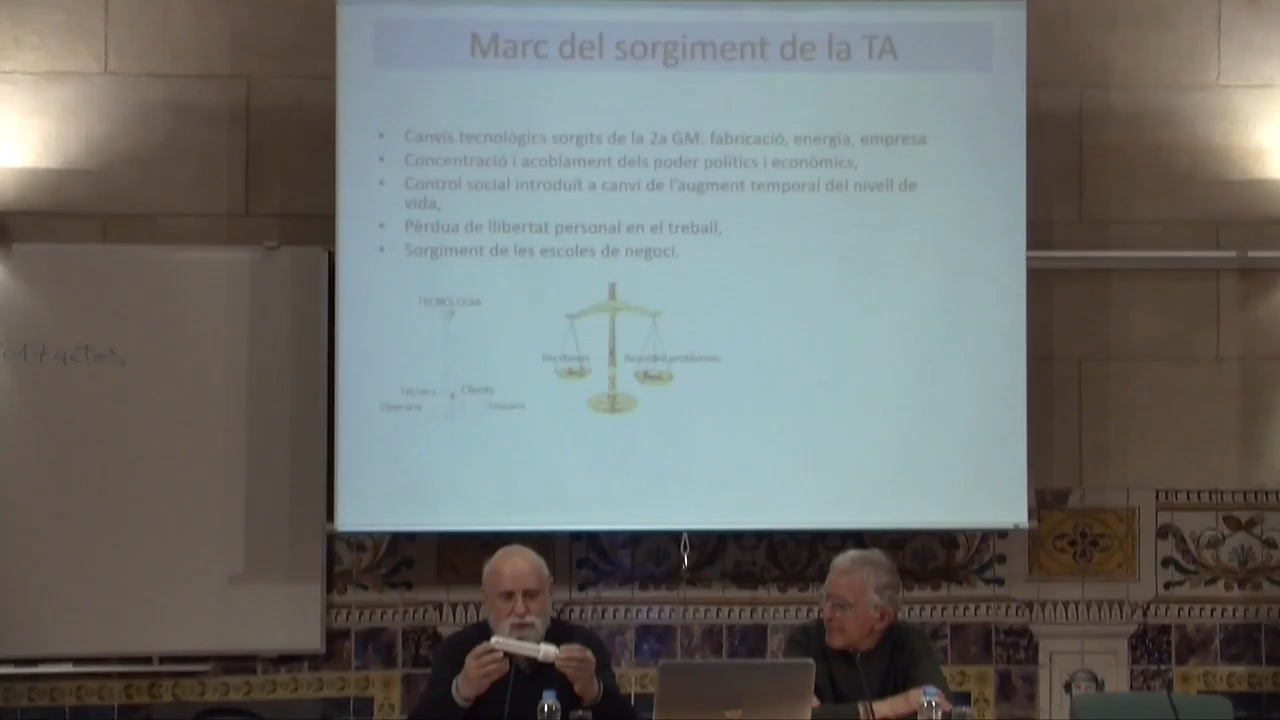 Marc del sorgiment de la TA
• Canvis tecnològics sorgits de la 2a GM: fabricació, energia, empresa
• Concentració i acoblament dels poder polítics i econòmics,
• Control social introduït a canvi de l'augment temporal del nivell de
vida,
• Pèrdua de llibertat personal en el treball,
• Sorgiment de les escoles de negoci.
TECNOLOGIA
Tècnics Clients
Operaris Usuaris